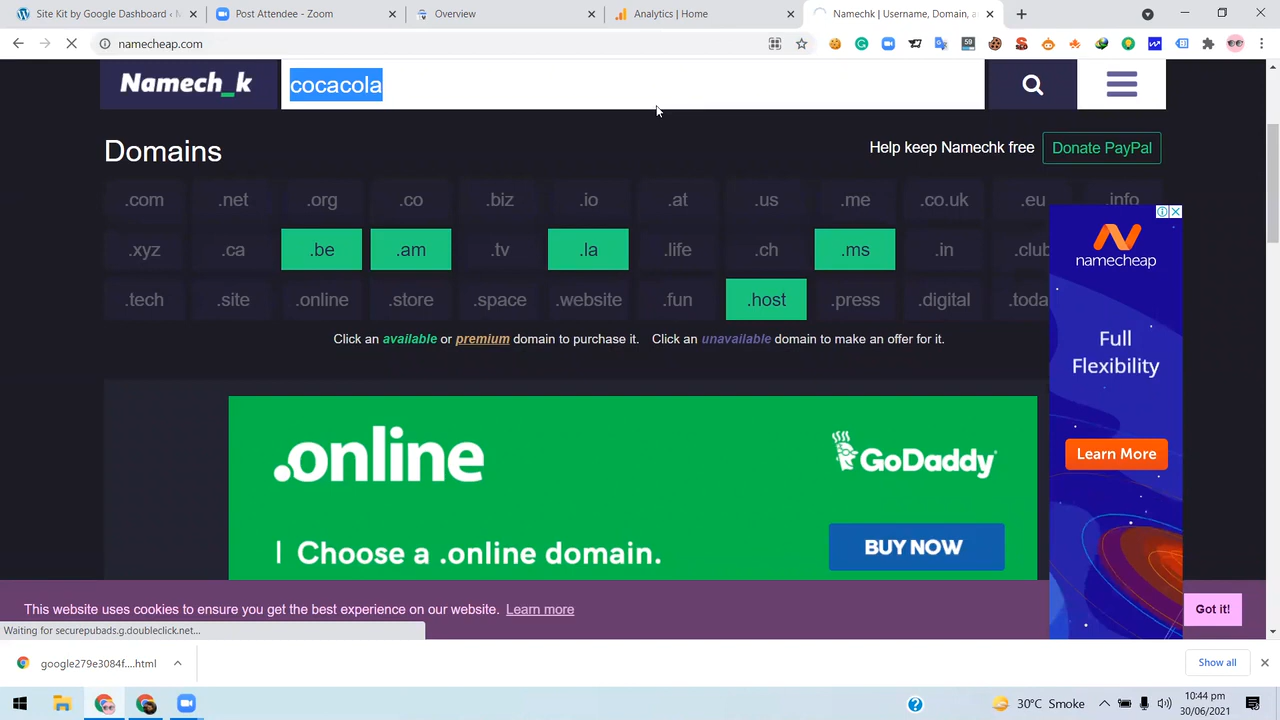 Site Kit by Google Dashboard ‹ N
Post Attendee - Zoom
Overview
Analytics | Home
Namechk | Username, Domain, a
namecheap.com
59
Namech_k
cocacola
Domains
Help keep Namechk free
Donate PayPal
.com .net .org .co .biz .io .at .us .me .co.uk .eu .info
.xyz .ca .be .am .tv .la .life .ch .ms .in .club
.tech .site .online .store .space .website .fun .host .press .digital .toda
Click an available or premium domain to purchase it. Click an unavailable domain to make an offer for it.
namecheap
Full
Flexibility
Learn More
.online
GoDaddy
Choose a .online domain.
BUY NOW
This website uses cookies to ensure you get the best experience on our website. Learn more
Got it!
Waiting for securepubads.g.doubleclick.net...
google279e3084f....html
Show all
30°C Smoke
10:44 pm
30/06/2021